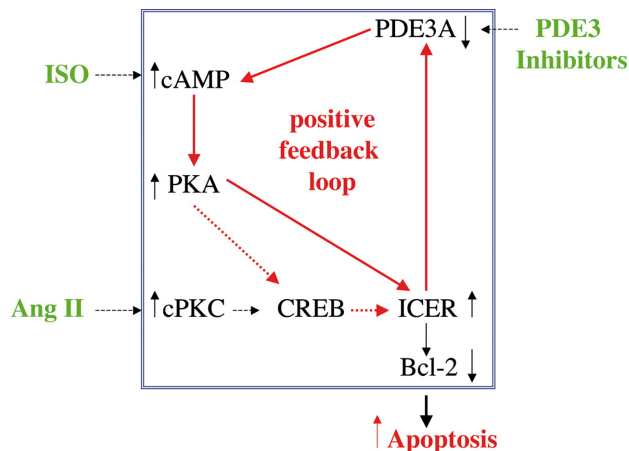 PDE3A
PDE3
Inhibitors
ISO
cAMP
positive
feedback
loop
PKA
Ang II
cPKC
CREB
ICER
Bcl-2
Apoptosis